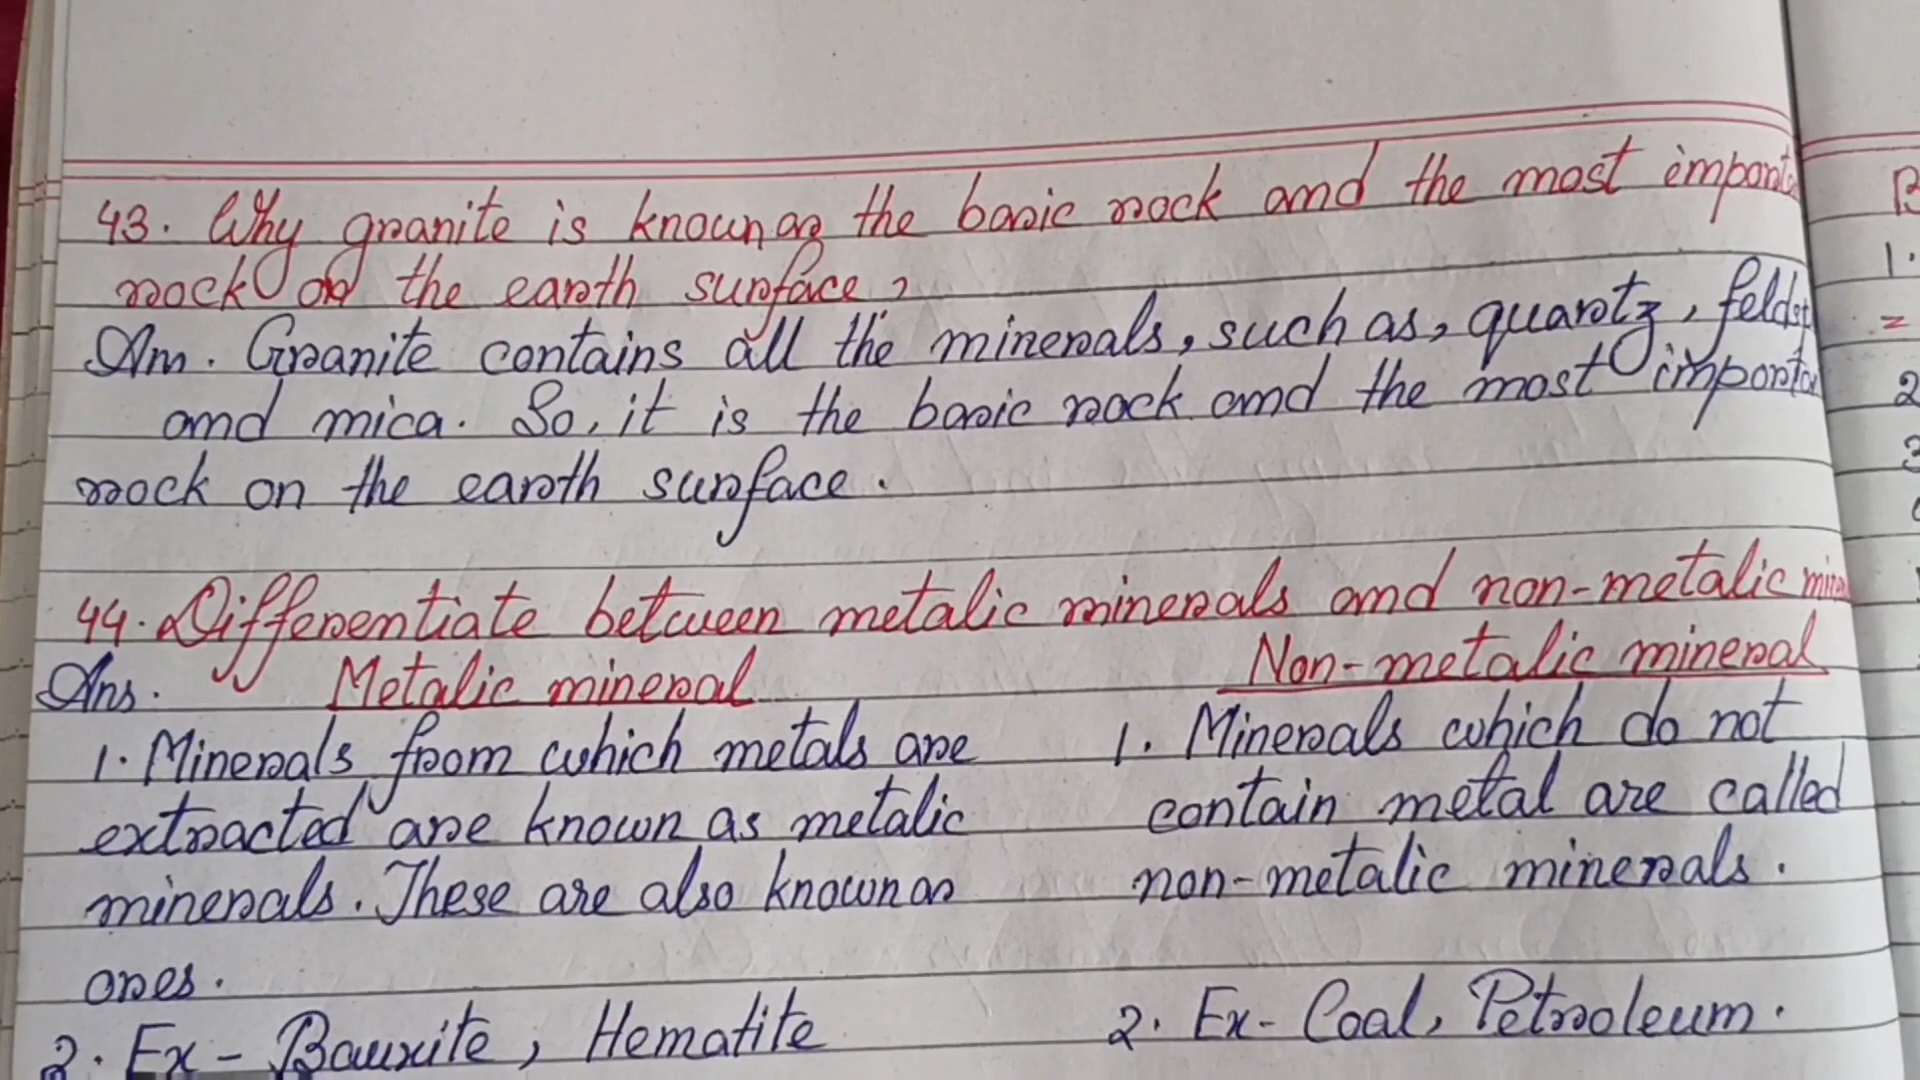 43. Why granite is known as the basic rock and the most importa
rock on the earth surface?
Ans. Granite contains all the minerals, such as, quartz, feldsp
and mica. So, it is the basic rock and the most importa
rock on the earth surface.
44. Differentiate between metalic minerals and non-metalic min
Ans. Metalic mineral Non-metalic mineral
1. Minerals from which metals are
extracted are known as metalic
minerals. These are also known as
ores.
2. Ex - Bauxite, Hematite
1. Minerals which do not
contain metal are called
non-metalic minerals.
2. Ex- Coal, Petroleum.
B
1.
=
2
3